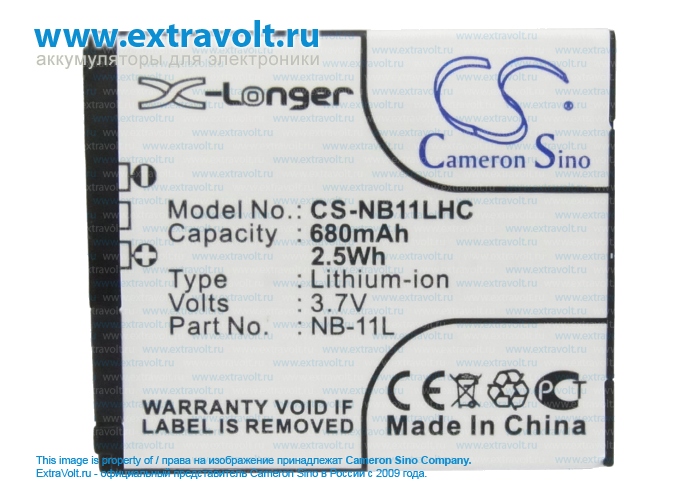 www.extravolt.ru
аккумуляторы для электроники
X-Longer
CS
Cameron Sino
Model No.: CS-NB11LHC
Capacity : 680mAh
2.5Wh
Type : Lithium-ion
Volts : 3.7V
Part No. : NB-11L
WARRANTY VOID IF
LABEL IS REMOVED
CE PCT
Made In China
This image is property of / права на изображение принадлежат Cameron Sino Company.
ExtraVolt.ru - официальный представитель Cameron Sino в России с 2009 года.